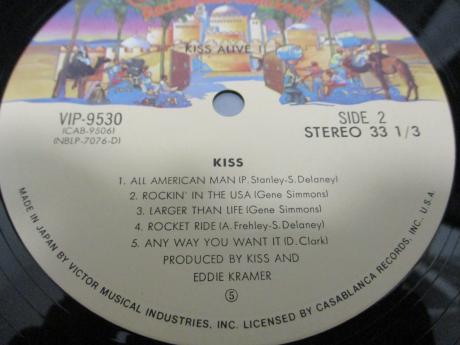 KISS ALIVE I
VIP-9530
(CAB-9506)
(NBLP-7076-D)
SIDE 2
STEREO 33 1/3
KISS
1. ALL AMERICAN MAN (P. Stanley-S. Delaney)
2. ROCKIN' IN THE USA (Gene Simmons)
3. LARGER THAN LIFE (Gene Simmons)
4. ROCKET RIDE (A. Frehley-S. Delaney)
5. ANY WAY YOU WANT IT (D. Clark)
PRODUCED BY KISS AND
EDDIE KRAMER
⑤
MADE IN JAPAN BY VICTOR MUSICAL INDUSTRIES, INC. LICENSED BY CASABLANCA RECORDS, INC., U.S.A.